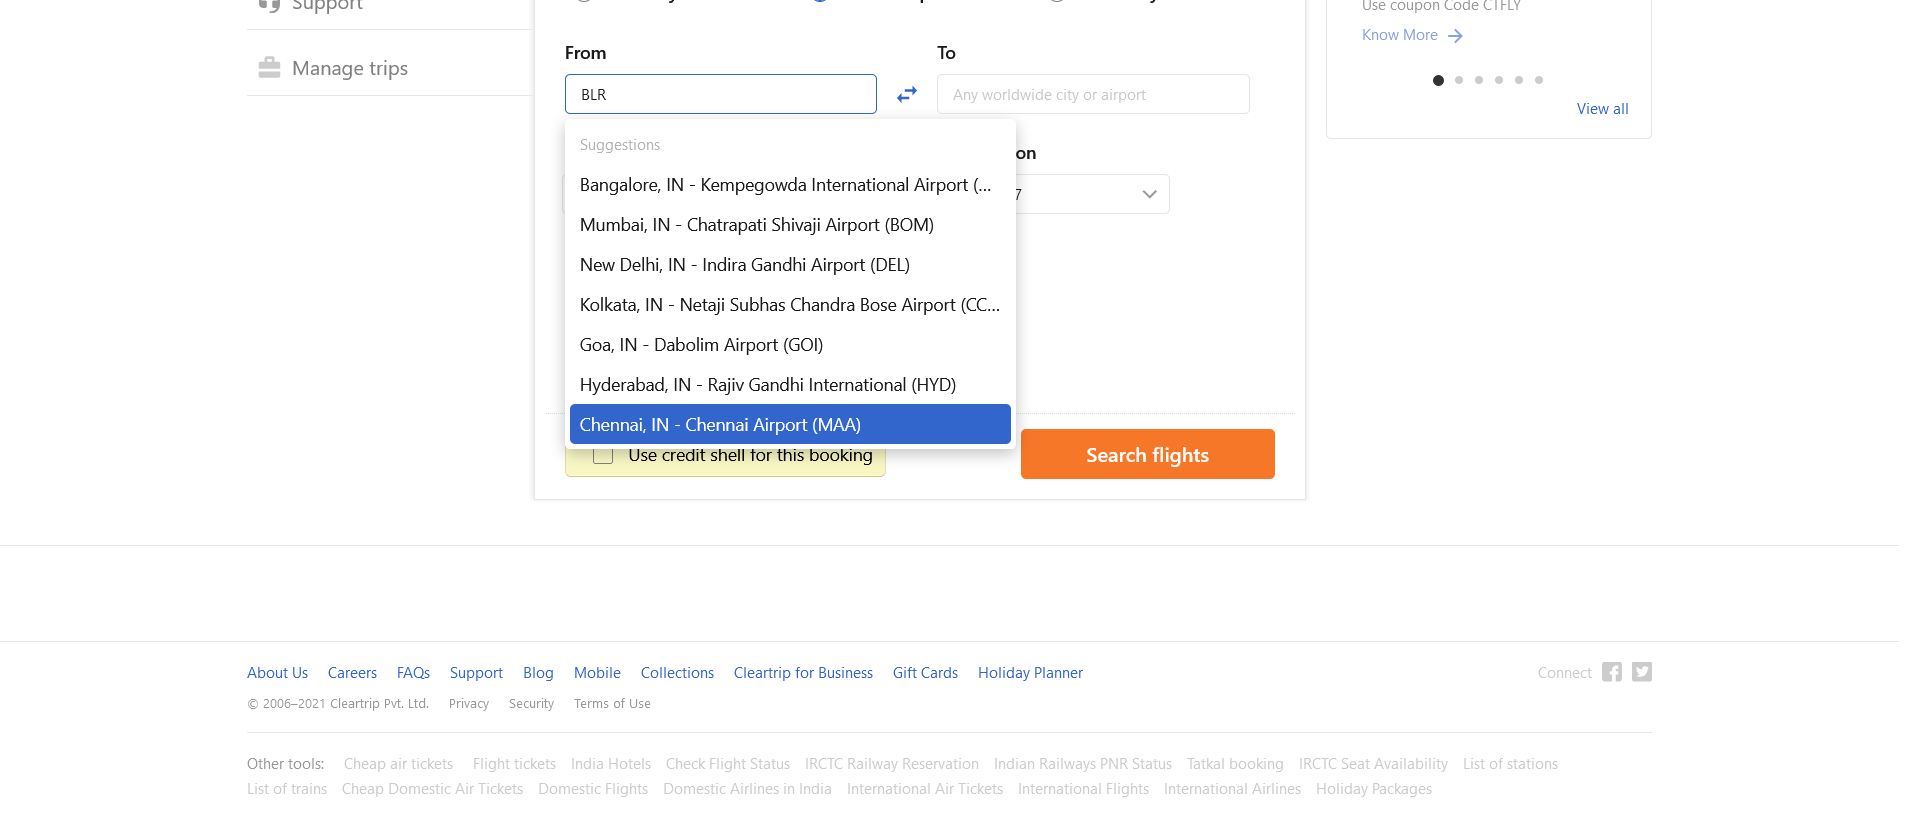 Support
Manage trips
From
To
BLR
Any worldwide city or airport
Suggestions
Bangalore, IN - Kempegowda International Airport (...
Mumbai, IN - Chatrapati Shivaji Airport (BOM)
New Delhi, IN - Indira Gandhi Airport (DEL)
Kolkata, IN - Netaji Subhas Chandra Bose Airport (CC...
Goa, IN - Dabolim Airport (GOI)
Hyderabad, IN - Rajiv Gandhi International (HYD)
Chennai, IN - Chennai Airport (MAA)
on
7
Use credit shell for this booking
Search flights
Use coupon Code CTFLY
Know More
View all
About Us Careers FAQs Support Blog Mobile Collections Cleartrip for Business Gift Cards Holiday Planner
Connect
© 2006–2021 Cleartrip Pvt. Ltd. Privacy Security Terms of Use
Other tools: Cheap air tickets Flight tickets India Hotels Check Flight Status IRCTC Railway Reservation Indian Railways PNR Status Tatkal booking IRCTC Seat Availability List of stations
List of trains Cheap Domestic Air Tickets Domestic Flights Domestic Airlines in India International Air Tickets International Flights International Airlines Holiday Packages